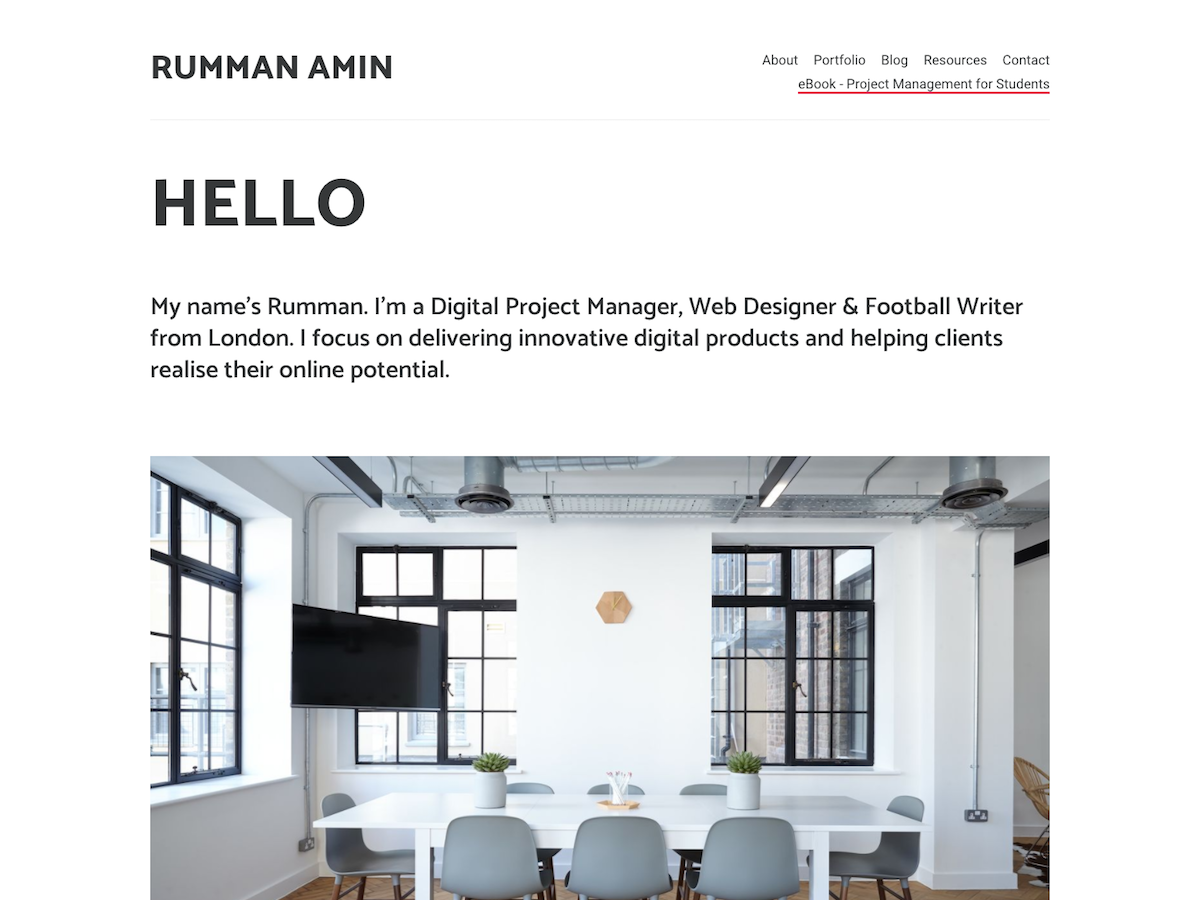 RUMMAN AMIN
About Portfolio Blog Resources Contact
eBook - Project Management for Students
HELLO
My name’s Rumman. I’m a Digital Project Manager, Web Designer & Football Writer
from London. I focus on delivering innovative digital products and helping clients
realise their online potential.